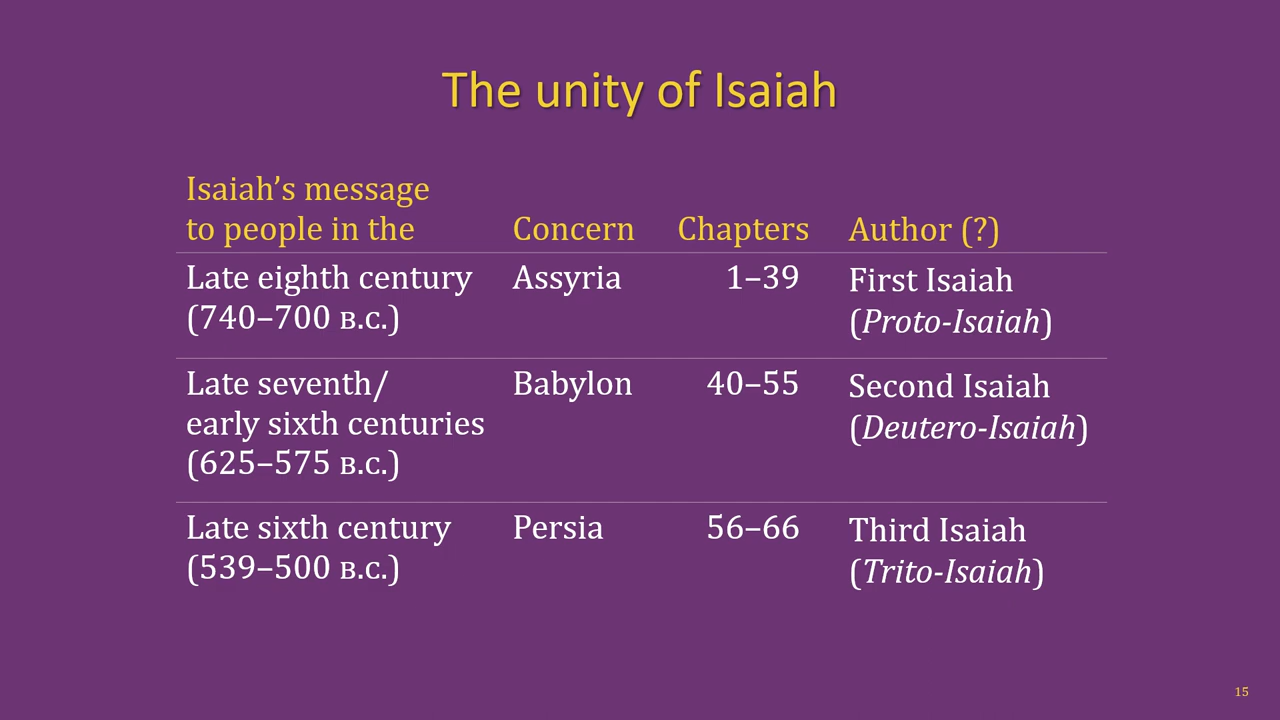 The unity of Isaiah
Isaiah’s message
to people in the Concern Chapters Author (?)
Late eighth century Assyria 1–39 First Isaiah
(740–700 B.C.) (Proto-Isaiah)
Late seventh/ Babylon 40–55 Second Isaiah
early sixth centuries (Deutero-Isaiah)
(625–575 B.C.)
Late sixth century Persia 56–66 Third Isaiah
(539–500 B.C.) (Trito-Isaiah)
15